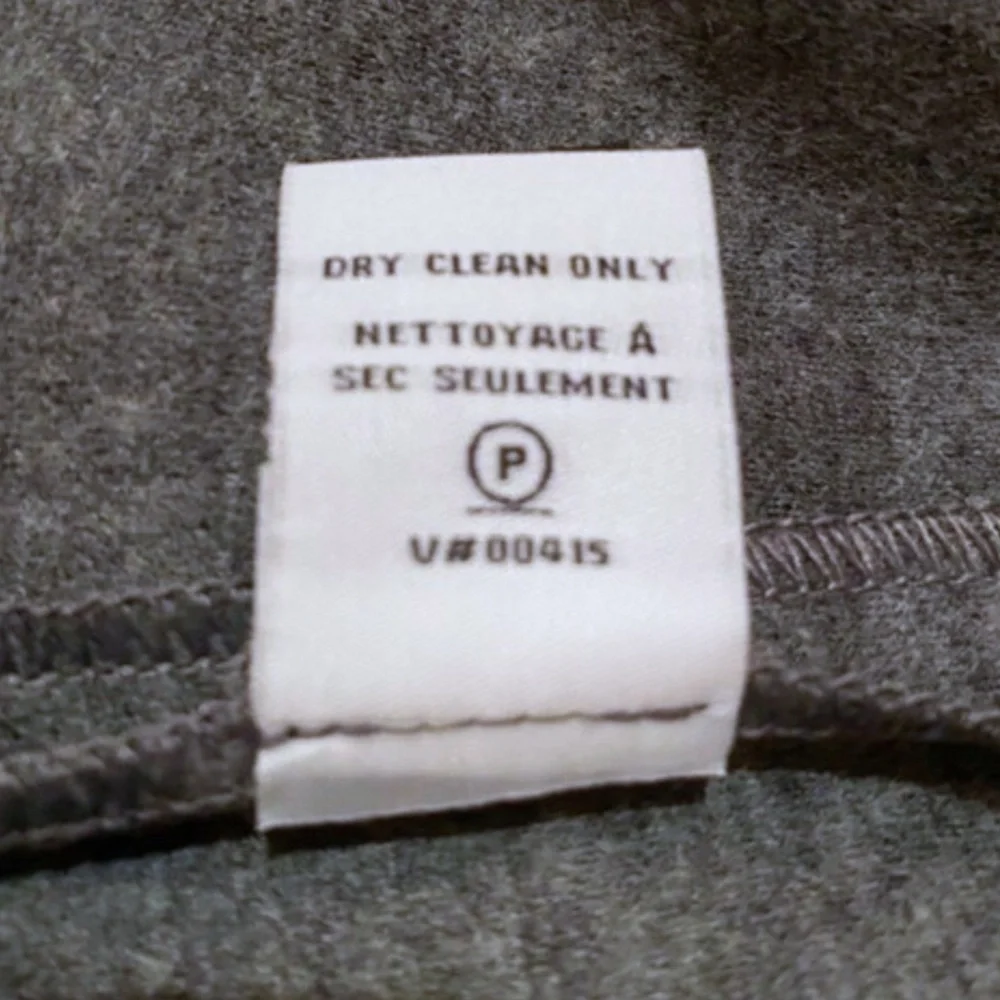 DRY CLEAN ONLY
NETTOYAGE Á
SEC SEULEMENT
P
V#00415